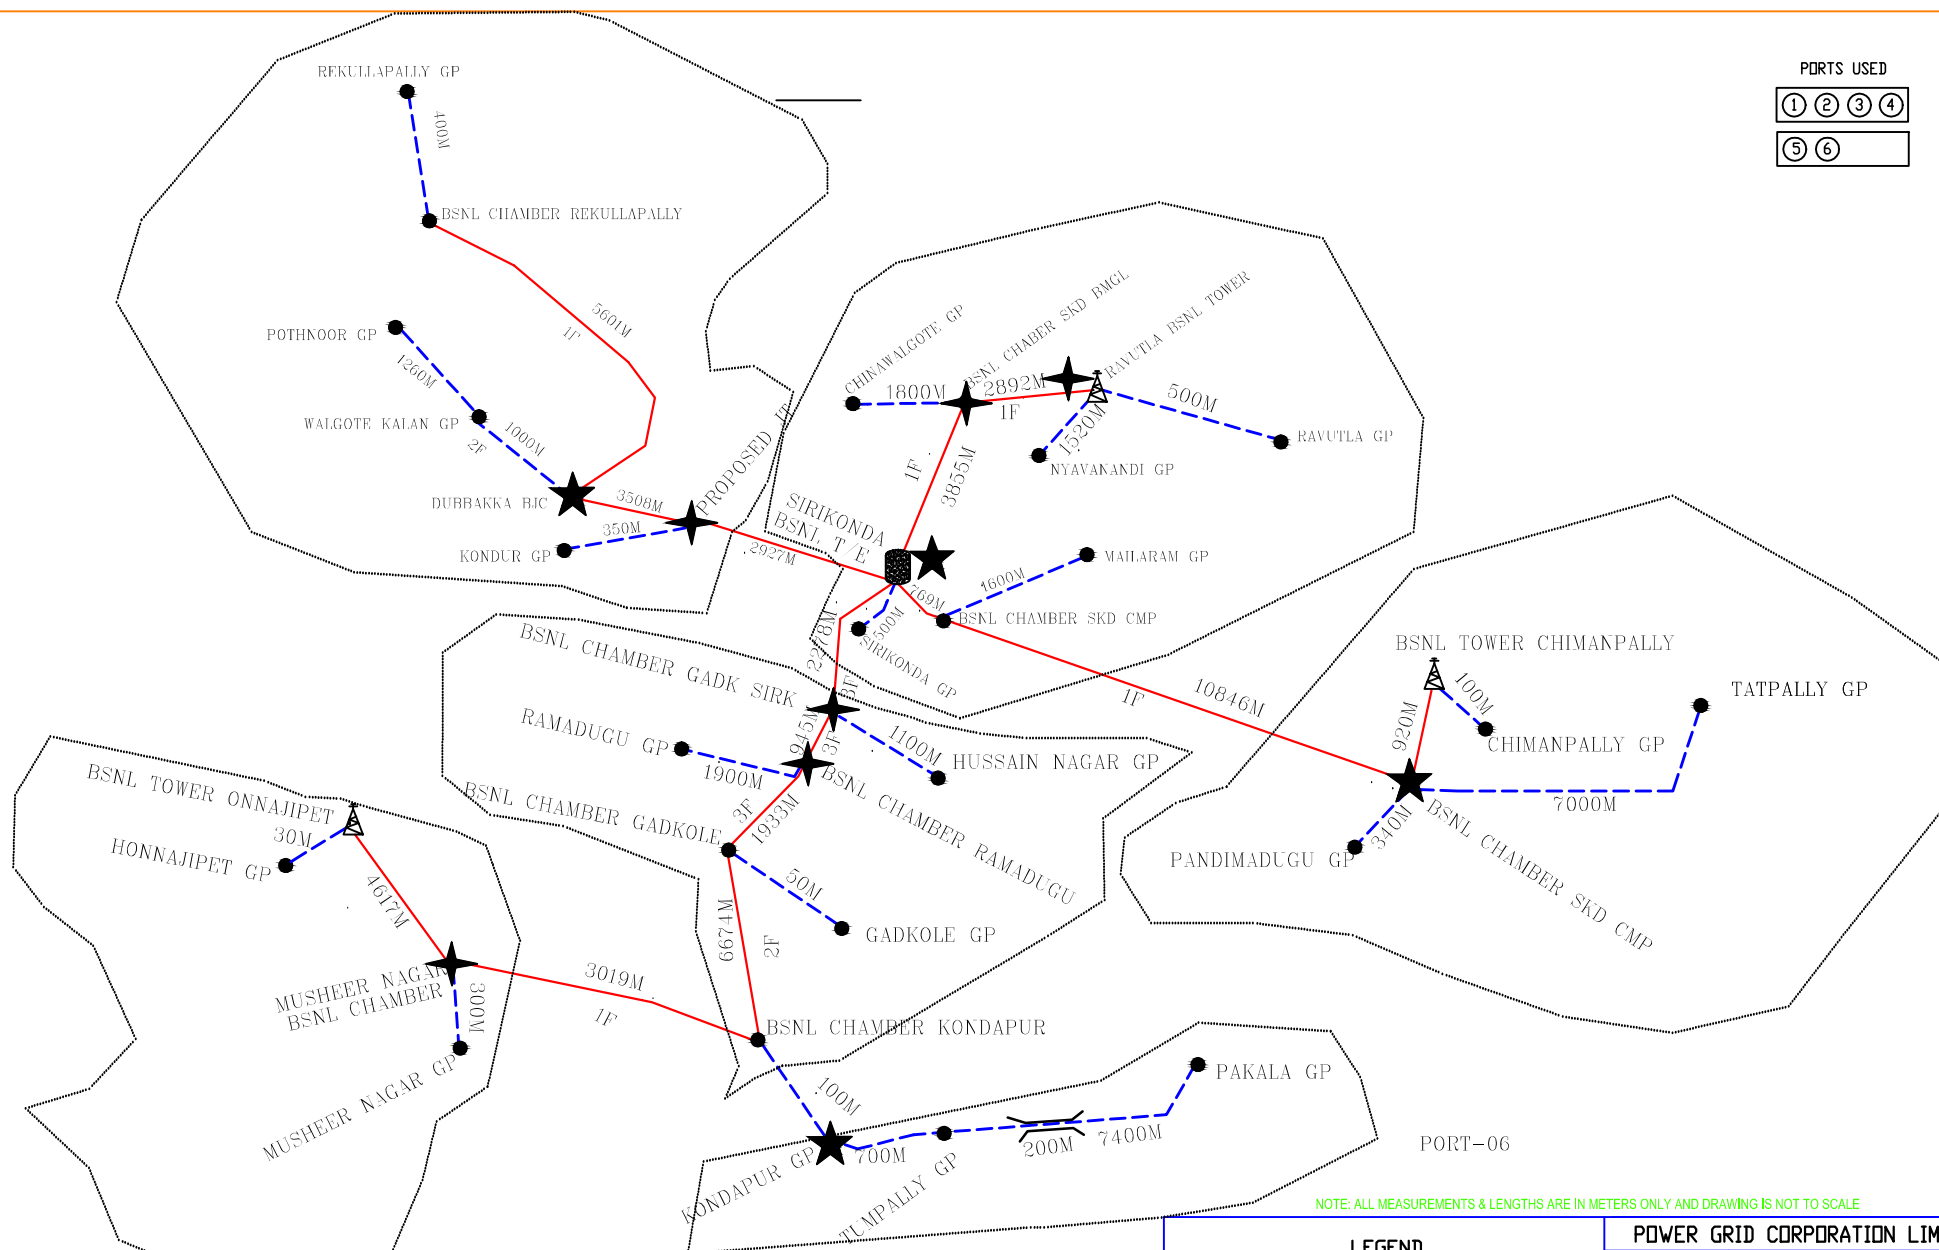 PORTS USED
1 2 3 4
5 6
REKULLAPALLY GP
400M
BSNL CHAMBER REKULLAPALLY
5601M
1F
POTHNOOR GP
1260M
WALGOTE KALAN GP
2F
1000M
DUBBAKKA BJC
3508M
PROPOSED JT
350M
KONDUR GP
2927M
CHINAWALGOTE GP
BSNL CHABER SKD BMGL
RAVUTLA BSNL TOWER
1800M
2892M
1F
1520M
500M
RAVUTLA GP
NYAVANANDI GP
1F
3855M
SIRIKONDA
BSNL T/E
MAILARAM GP
1600M
769M
BSNL CHAMBER SKD CMP
500M
SIRIKONDA GP
2278M
3F
BSNL CHAMBER GADK SIRK
RAMADUGU GP
945M
3F
1100M
HUSSAIN NAGAR GP
1900M
BSNL CHAMBER RAMADUGU
BSNL CHAMBER GADKOLE
3F
1933M
50M
GADKOLE GP
6674M
2F
10846M
1F
BSNL TOWER CHIMANPALLY
920M
100M
TATPALLY GP
CHIMANPALLY GP
7000M
PANDIMADUGU GP
340M
BSNL CHAMBER SKD CMP
BSNL TOWER ONNAJIPET
30M
HONNAJIPET GP
4617M
MUSHEER NAGAR
BSNL CHAMBER
300M
MUSHEER NAGAR GP
3019M
1F
BSNL CHAMBER KONDAPUR
100M
KONDAPUR GP
700M
TUMPALLY GP
200M
7400M
PAKALA GP
PORT-06
NOTE: ALL MEASUREMENTS & LENGTHS ARE IN METERS ONLY AND DRAWING IS NOT TO SCALE
LEGEND
POWER GRID CORPORATION LIM